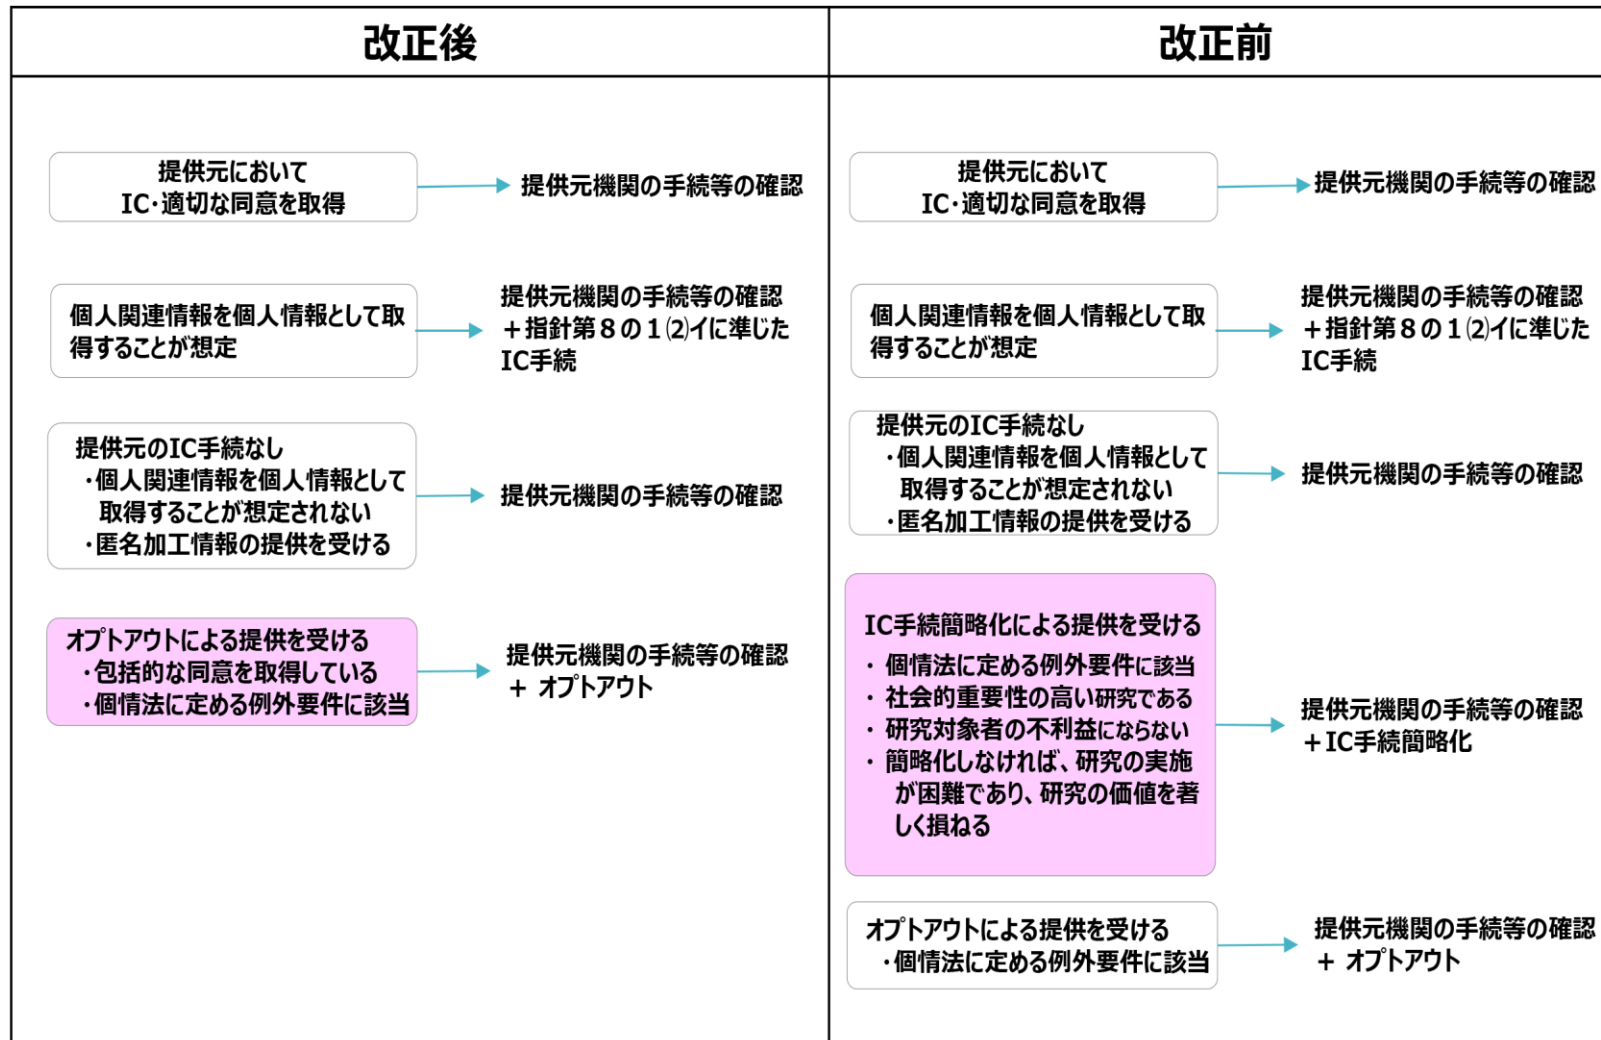 改正後
提供元において
IC・適切な同意を取得
提供元機関の手続等の確認
個人関連情報を個人情報として取
得することが想定
提供元機関の手続等の確認
＋指針第８の１⑵イに準じた
IC手続
提供元のIC手続なし
・個人関連情報を個人情報として
取得することが想定されない
・匿名加工情報の提供を受ける
提供元機関の手続等の確認
オプトアウトによる提供を受ける
・包括的な同意を取得している
・個情法に定める例外要件に該当
提供元機関の手続等の確認
＋ オプトアウト
改正前
提供元において
IC・適切な同意を取得
提供元機関の手続等の確認
個人関連情報を個人情報として取
得することが想定
提供元機関の手続等の確認
＋指針第８の１⑵イに準じた
IC手続
提供元のIC手続なし
・個人関連情報を個人情報として
取得することが想定されない
・匿名加工情報の提供を受ける
提供元機関の手続等の確認
IC手続簡略化による提供を受ける
・ 個情法に定める例外要件に該当
・ 社会的重要性の高い研究である
・ 研究対象者の不利益にならない
・ 簡略化しなければ、研究の実施
が困難であり、研究の価値を著
しく損ねる
提供元機関の手続等の確認
＋IC手続簡略化
オプトアウトによる提供を受ける
・個情法に定める例外要件に該当
提供元機関の手続等の確認
＋ オプトアウト